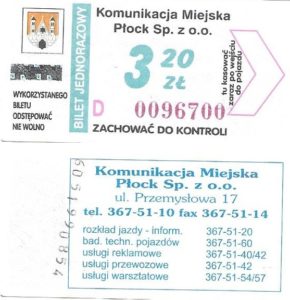 Komunikacja Miejska
Płock Sp. z o.o.
BILET JEDNORAZOWY
3 20
ZŁ
tu kasować
zaraz po wejściu
do pojazdu
WYKORZYSTANEGO
BILETU
ODSTĘPOWAĆ
NIE WOLNO
D 0096700
ZACHOWAĆ DO KONTROLI
Komunikacja Miejska
Płock Sp. z o.o.
ul. Przemysłowa 17
tel. 367-51-10 fax 367-51-14
rozkład jazdy - inform. 367-51-20
bad. techn. pojazdów 367-51-60
usługi reklamowe 367-51-40/42
usługi przewozowe 367-51-42
usługi warsztatowe 367-51-54/57